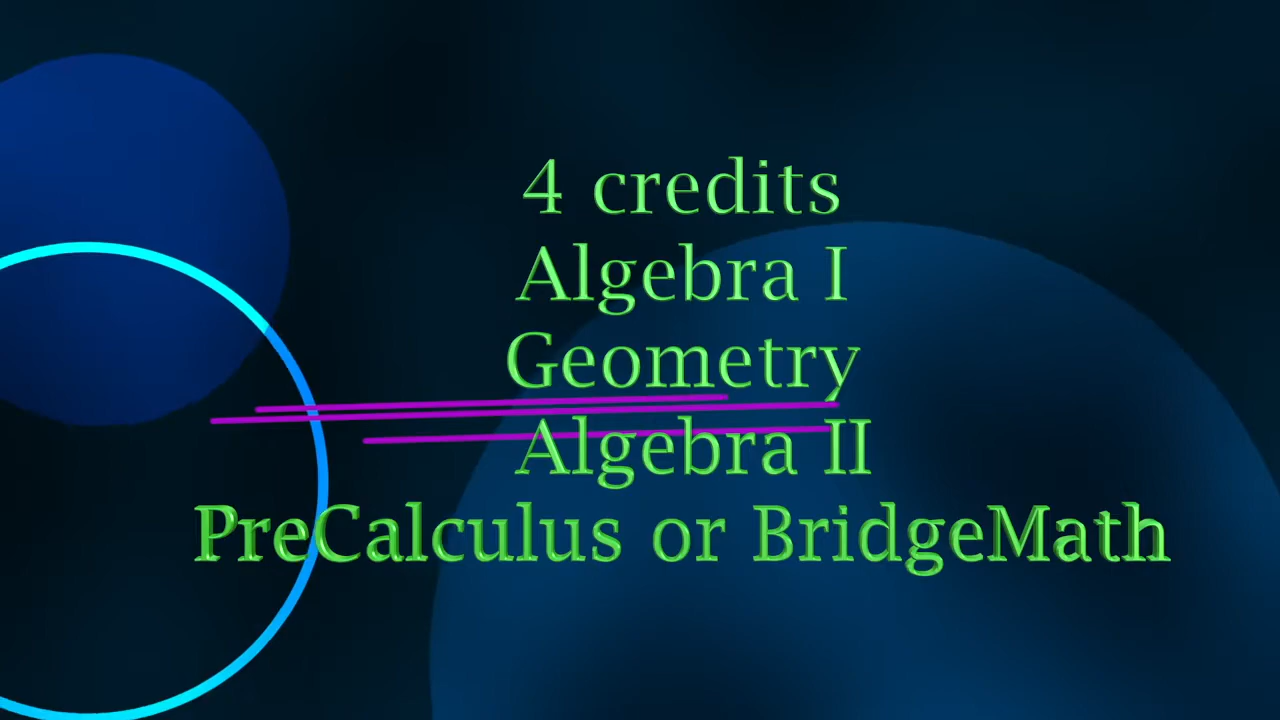 4 credits
Algebra I
Geometry
Algebra II
PreCalculus or BridgeMath